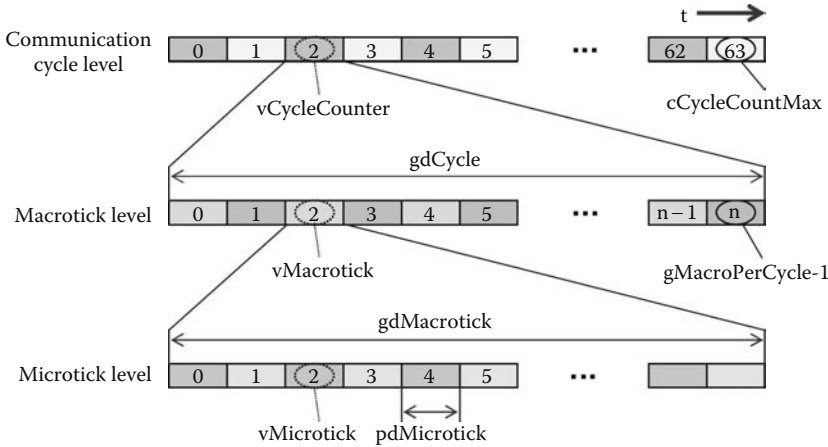 t
Communication
cycle level
0 1 2 3 4 5 ... 62 63
vCycleCounter
cCycleCountMax
gdCycle
Macrotick level
0 1 2 3 4 5 ... n – 1 n
vMacrotick
gMacroPerCycle-1
gdMacrotick
Microtick level
0 1 2 3 4 5 ...
vMicrotick
pdMicrotick